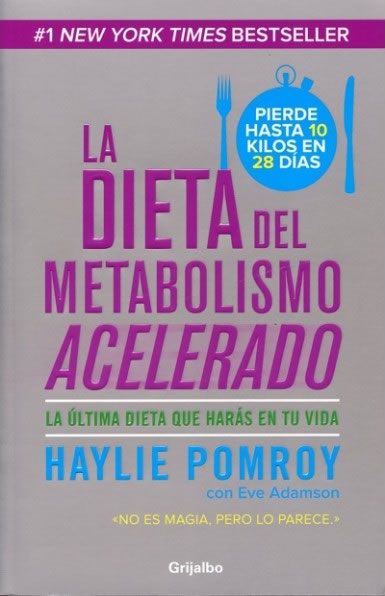 #1 NEW YORK TIMES BESTSELLER
PIERDE
HASTA 10
KILOS EN
28 DÍAS
LA
DIETA DEL
METABOLISMO
ACELERADO
LA ÚLTIMA DIETA QUE HARÁS EN TU VIDA
HAYLIE POMROY
con Eve Adamson
«NO ES MAGIA, PERO LO PARECE.»
Grijalbo